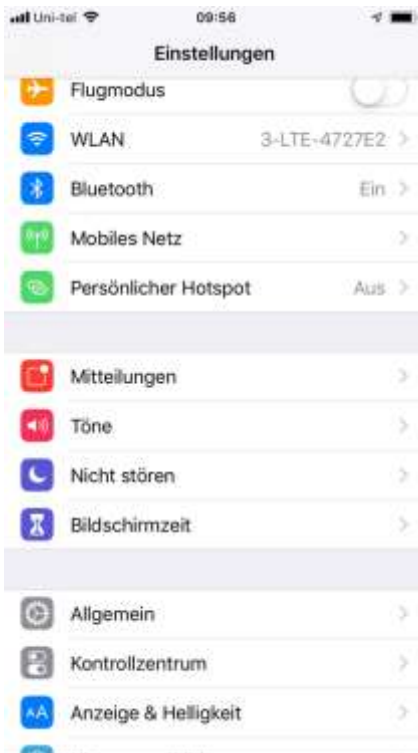 Uni-tel 09:56
Einstellungen
Flugmodus
WLAN 3-LTE-4727E2
Bluetooth Ein
Mobiles Netz
Persönlicher Hotspot Aus
Mitteilungen
Töne
Nicht stören
Bildschirmzeit
Allgemein
Kontrollzentrum
AA Anzeige & Helligkeit